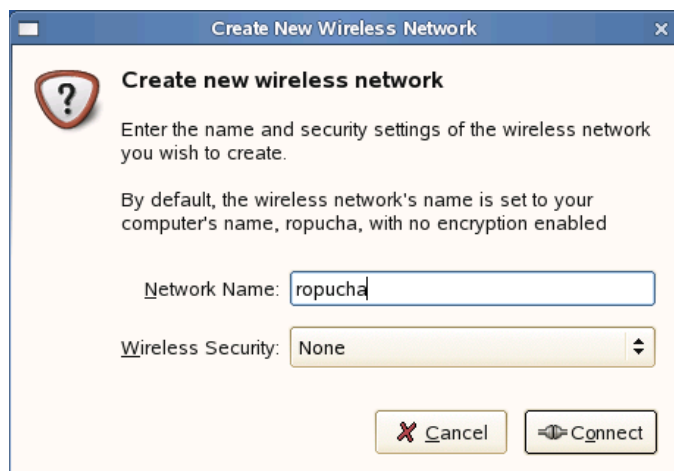 Create New Wireless Network
Create new wireless network
Enter the name and security settings of the wireless network
you wish to create.
By default, the wireless network's name is set to your
computer's name, ropucha, with no encryption enabled
Network Name: ropucha
Wireless Security: None
Cancel Connect